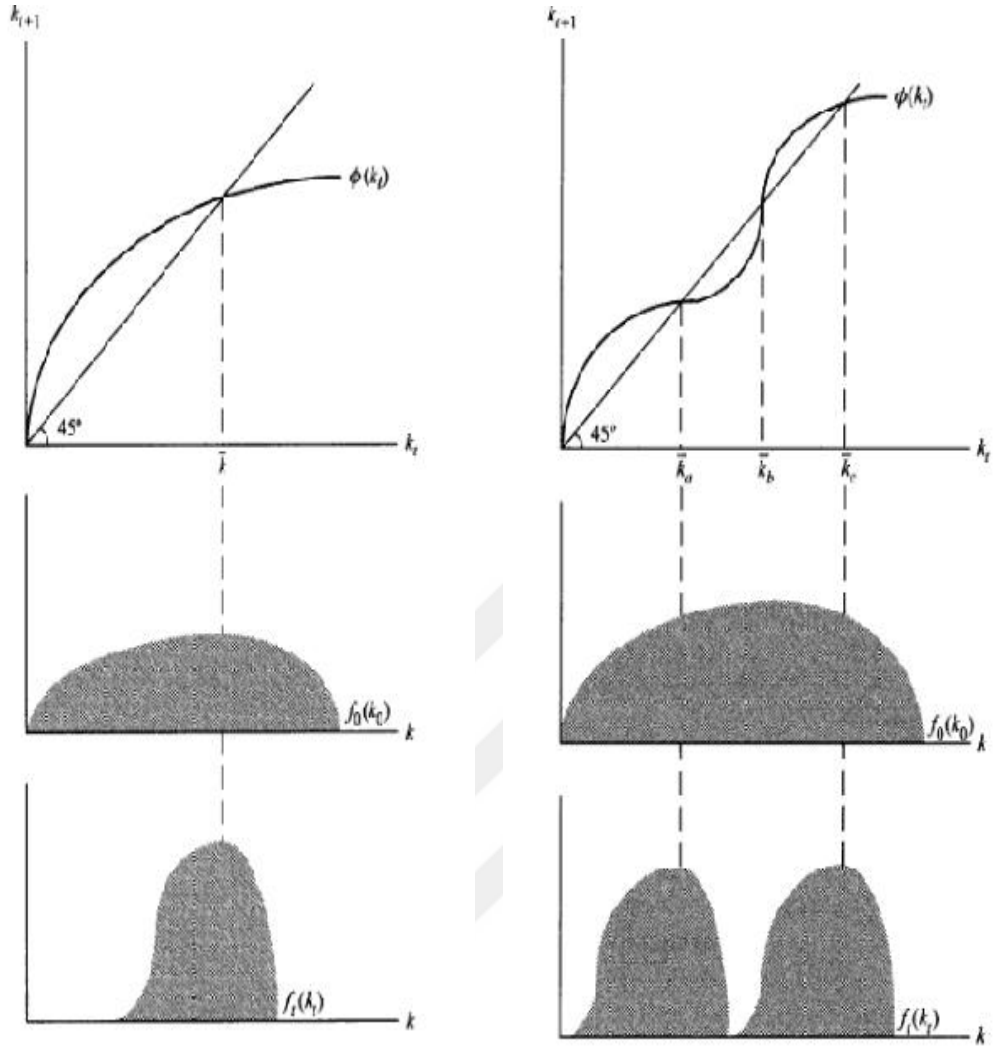 k_{t+1}
ϕ(k_t)
45°
k_t
k̄
f_0(k_0)
k
f_t(k_t)
k
k_{t+1}
ψ(k_t)
45°
k_t
k̄_a
k̄_b
k̄_c
f_0(k_0)
k
f_t(k_t)
k